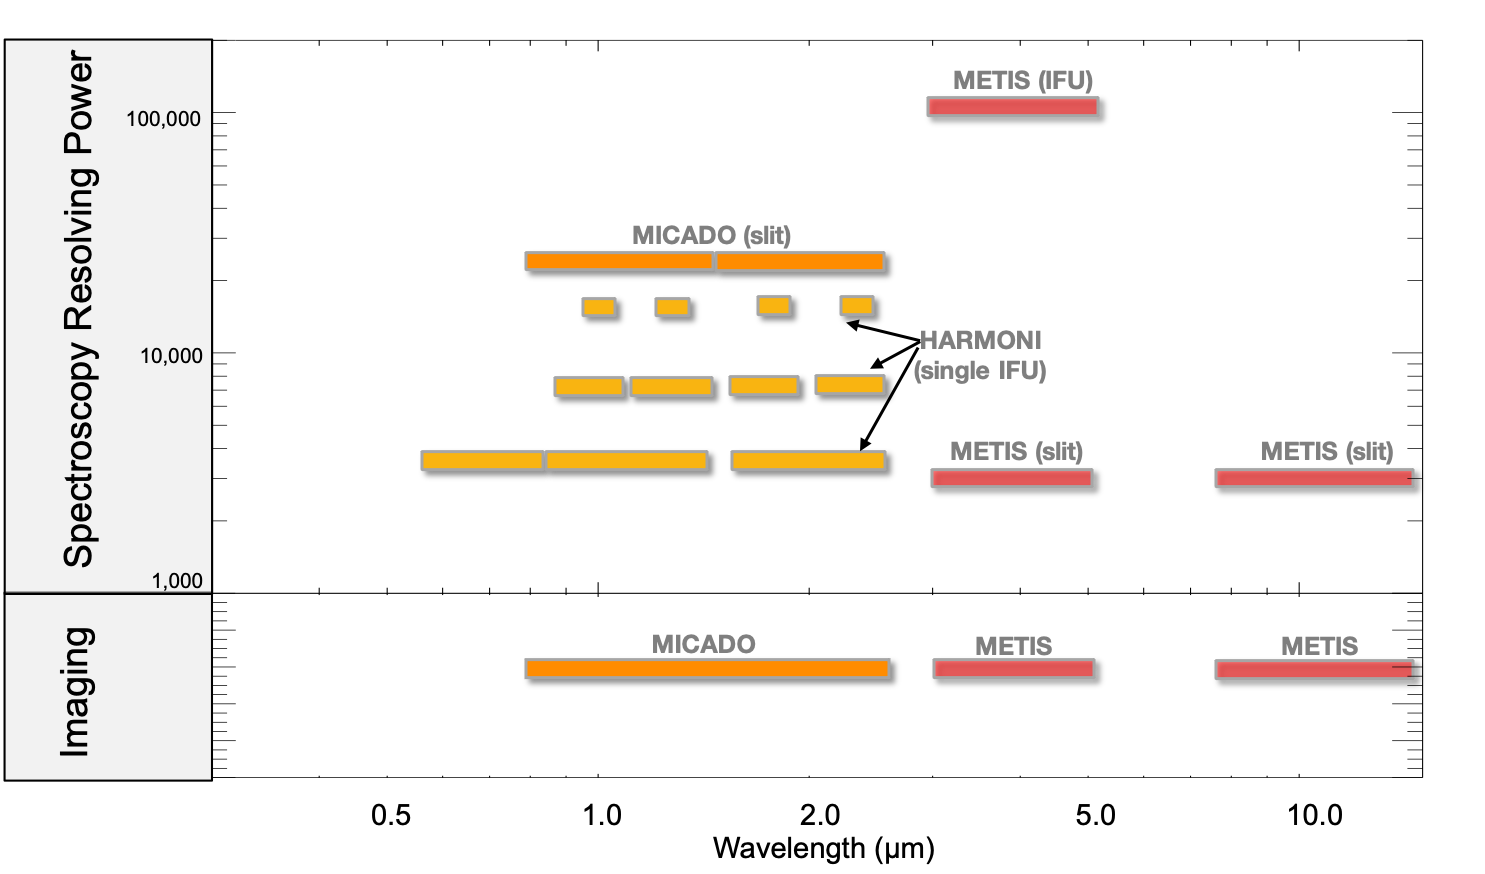 Spectroscopy Resolving Power
100,000
10,000
1,000
METIS (IFU)
MICADO (slit)
HARMONI
(single IFU)
METIS (slit)
METIS (slit)
Imaging
MICADO
METIS
METIS
0.5
1.0
2.0
5.0
10.0
Wavelength (µm)